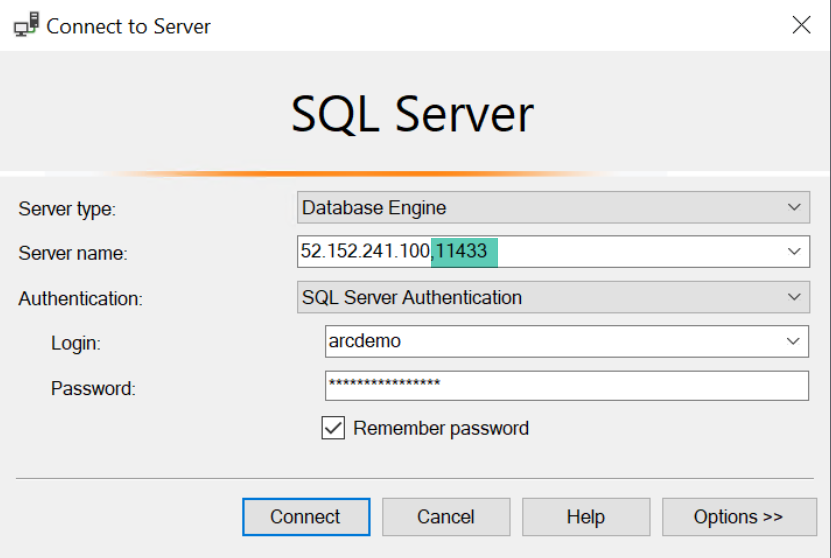 Connect to Server
SQL Server
Server type: Database Engine
Server name: 52.152.241.100,11433
Authentication: SQL Server Authentication
Login: arcdemo
Password: ****************
Remember password
Connect Cancel Help Options >>